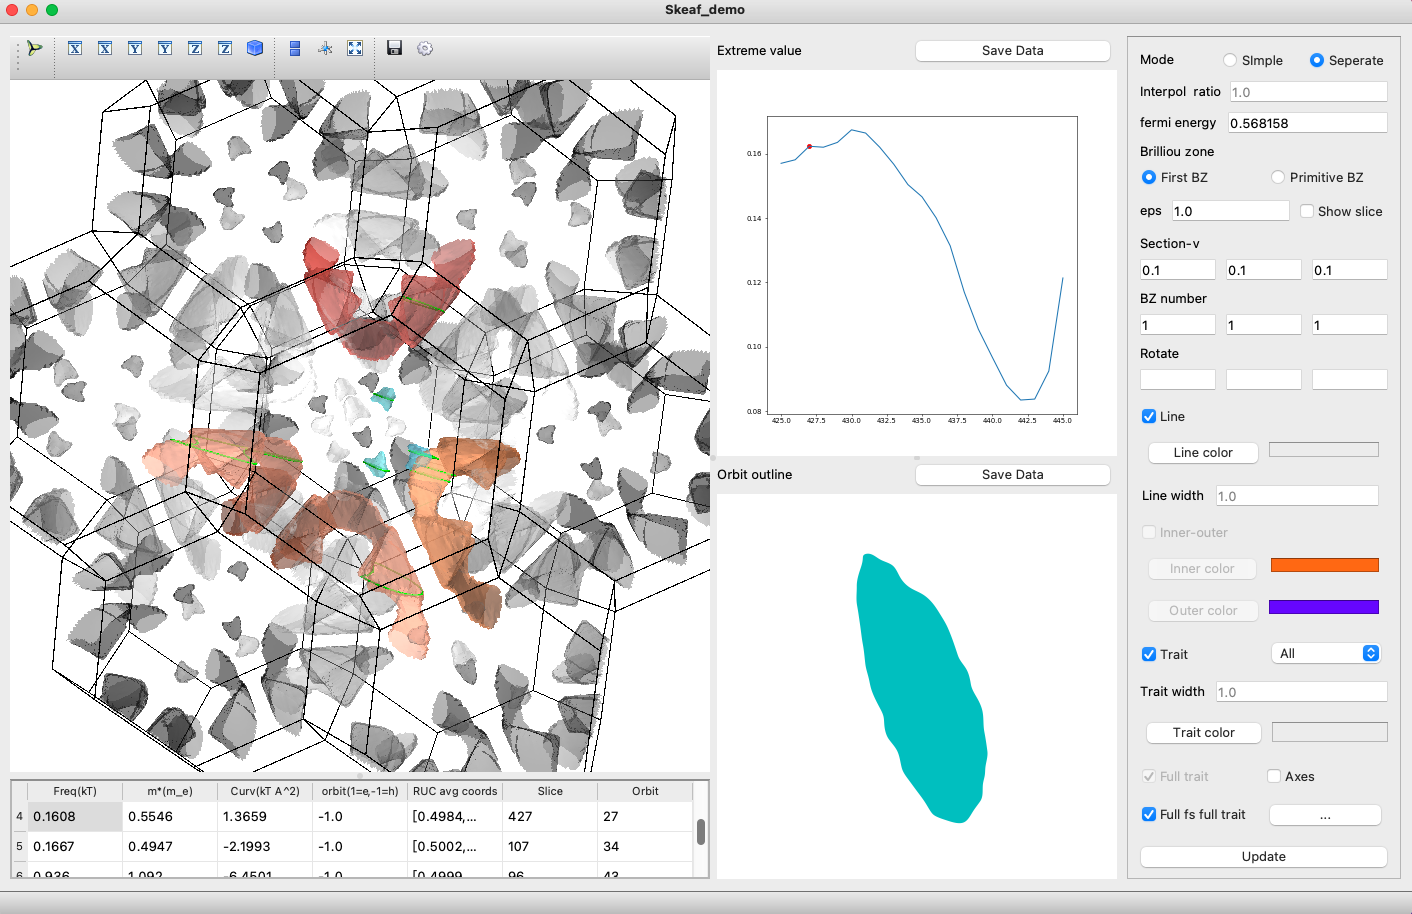 Skeaf_demo
X X Y Y Z Z
Extreme value
Save Data
0.16
0.14
0.12
0.10
0.08
425.0 427.5 430.0 432.5 435.0 437.5 440.0 442.5 445.0
Orbit outline
Save Data
Freq(kT) m*(m_e) Curv(kT A^2) orbit(1=e,-1=h) RUC avg coords Slice Orbit
4 0.1608 0.5546 1.3659 -1.0 [0.4984,... 427 27
5 0.1667 0.4947 -2.1993 -1.0 [0.5002,... 107 34
6 0.936 1.092 -6.4501 -1.0 [0.4999 96 43
Mode SImple Seperate
Interpol ratio 1.0
fermi energy 0.568158
Brilliou zone
First BZ Primitive BZ
eps 1.0 Show slice
Section-v
0.1 0.1 0.1
BZ number
1 1 1
Rotate
Line
Line color
Line width 1.0
Inner-outer
Inner color
Outer color
Trait All
Trait width 1.0
Trait color
Full trait Axes
Full fs full trait ...
Update